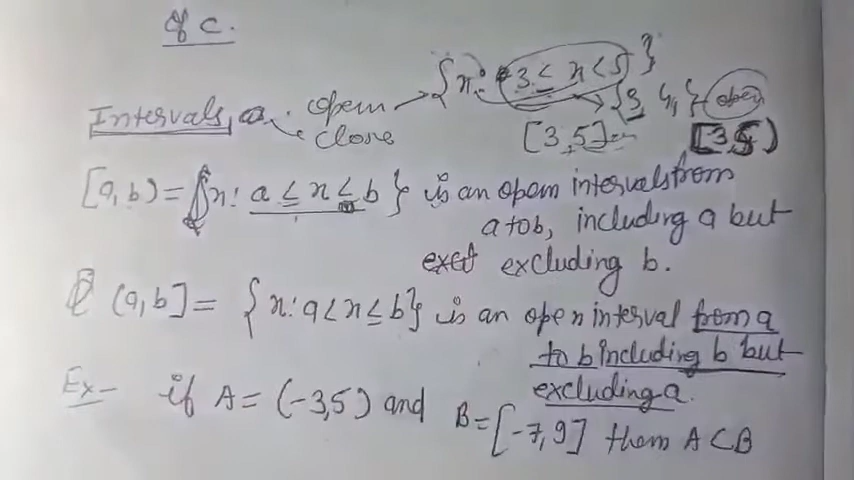 of c.
{x: 3 ≤ x < 5}
Intervals, open {3, 4, } open
close [3,5] [3,5)
[a,b) = {x: a ≤ x ≤ b} is an open intervals from
a to b, including a but
excluding b.
(a,b] = {x: a < x ≤ b} is an open interval from a
to b including b but
excluding a.
Ex- if A = (-3,5) and B = [-7,9] then A ⊂ B